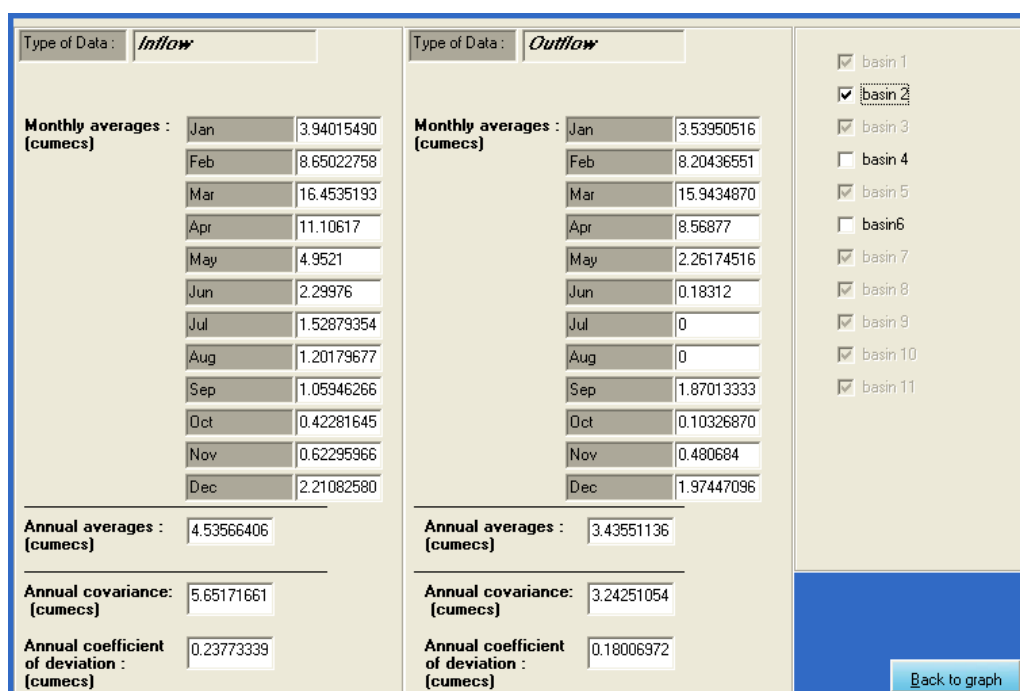 Type of Data : Inflow
Monthly averages :
(cumecs)
Jan 3.94015490
Feb 8.65022758
Mar 16.4535193
Apr 11.10617
May 4.9521
Jun 2.29976
Jul 1.52879354
Aug 1.20179677
Sep 1.05946266
Oct 0.42281645
Nov 0.62295966
Dec 2.21082580
Annual averages :
(cumecs)
4.53566406
Annual covariance:
(cumecs)
5.65171661
Annual coefficient
of deviation :
(cumecs)
0.23773339
Type of Data : Outflow
Monthly averages :
(cumecs)
Jan 3.53950516
Feb 8.20436551
Mar 15.9434870
Apr 8.56877
May 2.26174516
Jun 0.18312
Jul 0
Aug 0
Sep 1.87013333
Oct 0.10326870
Nov 0.480684
Dec 1.97447096
Annual averages :
(cumecs)
3.43551136
Annual covariance:
(cumecs)
3.24251054
Annual coefficient
of deviation :
(cumecs)
0.18006972
basin 1
basin 2
basin 3
basin 4
basin 5
basin6
basin 7
basin 8
basin 9
basin 10
basin 11
Back to graph